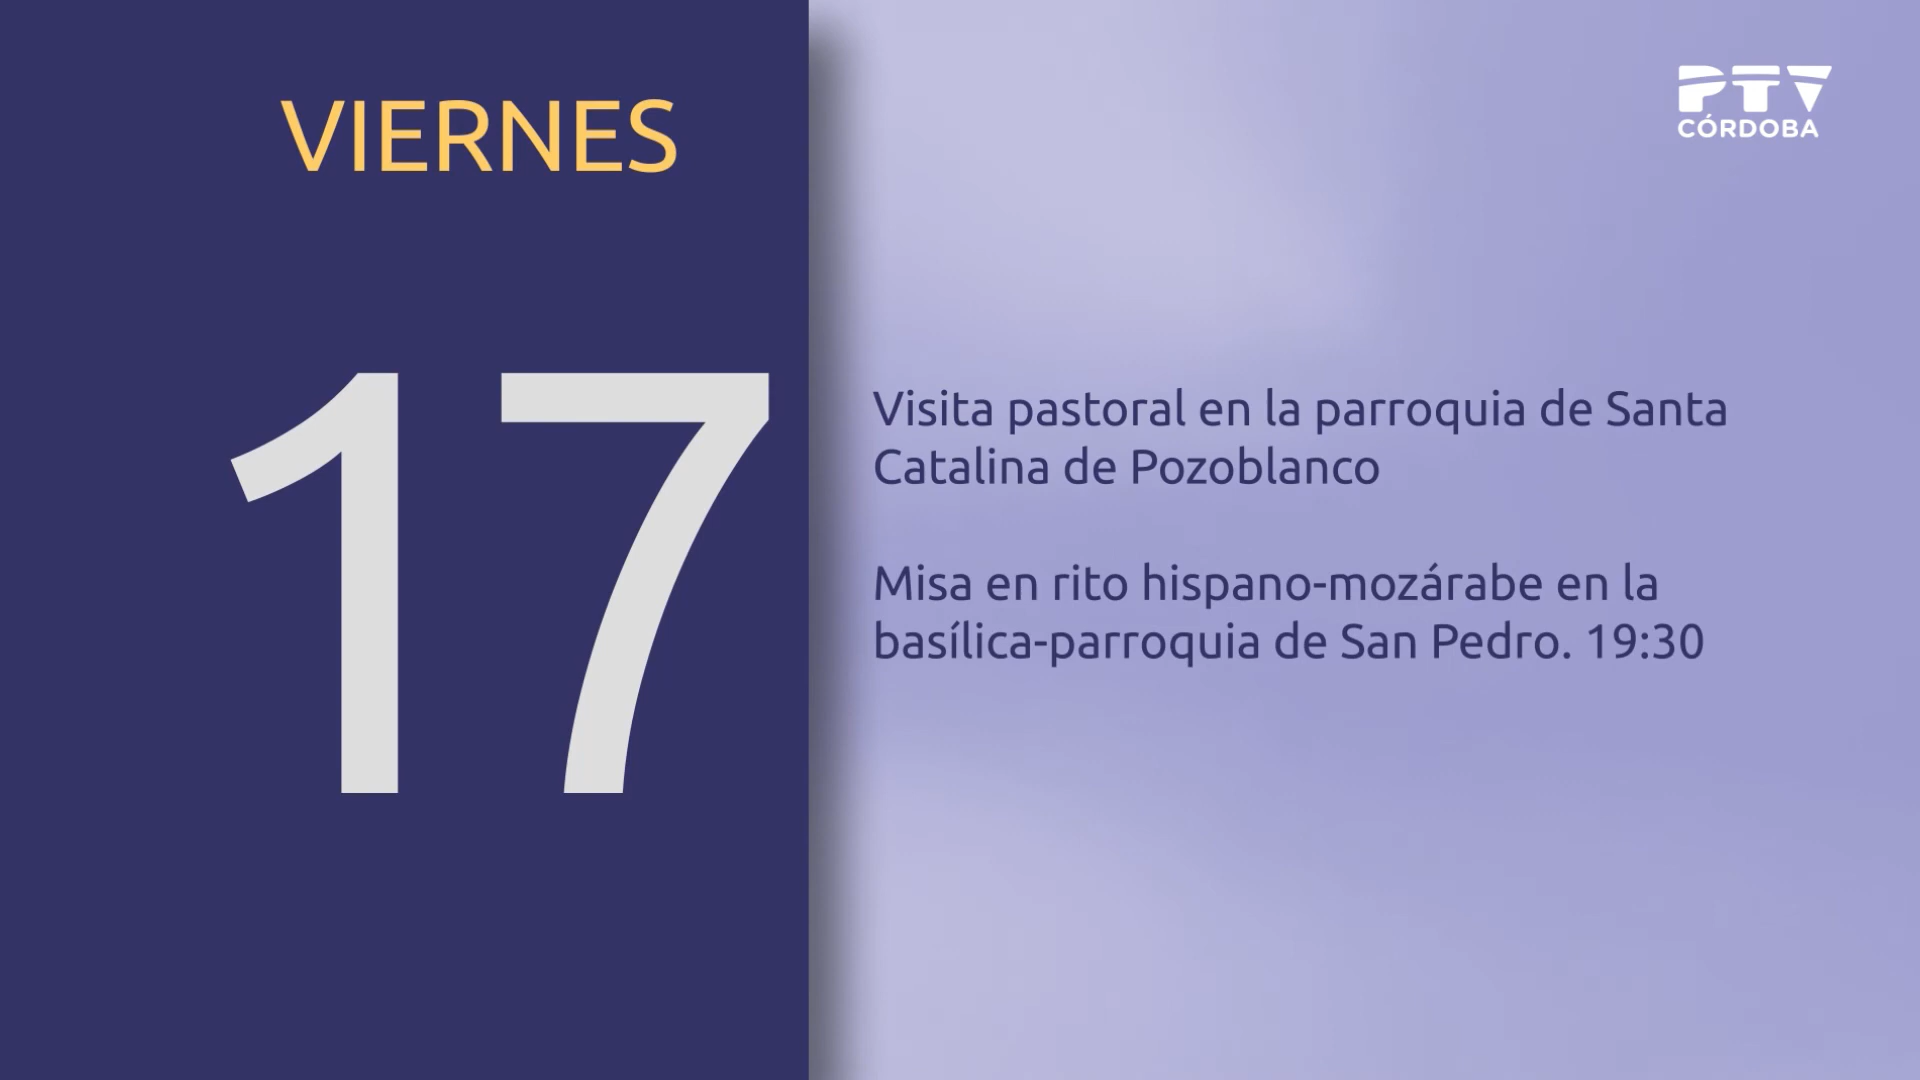 VIERNES
17
PTV
CÓRDOBA
Visita pastoral en la parroquia de Santa
Catalina de Pozoblanco
Misa en rito hispano-mozárabe en la
basílica-parroquia de San Pedro. 19:30